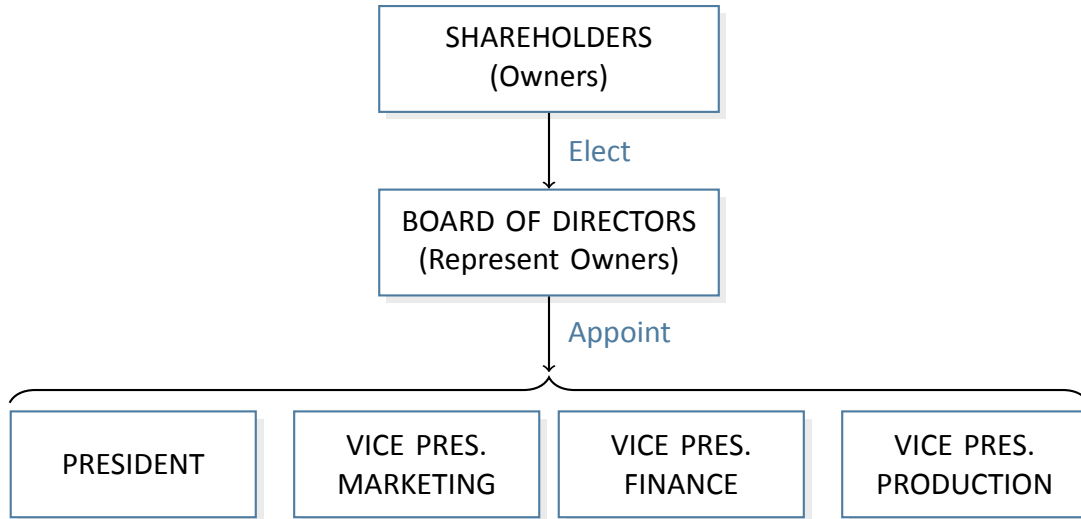 SHAREHOLDERS
(Owners)
Elect
BOARD OF DIRECTORS
(Represent Owners)
Appoint
PRESIDENT
VICE PRES.
MARKETING
VICE PRES.
FINANCE
VICE PRES.
PRODUCTION